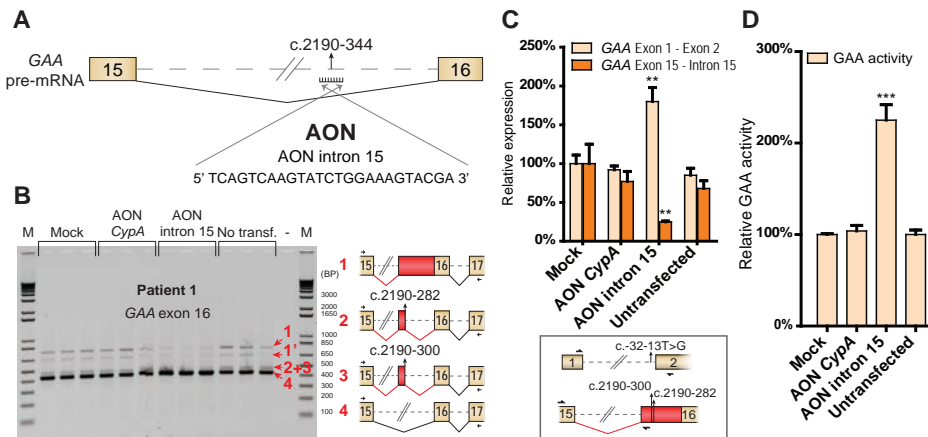 A
GAA
pre-mRNA
15
c.2190-344
16
AON
AON intron 15
5' TCAGTCAAGTATCTGGAAAGTACGA 3'
B
M
Mock
AON
CypA
AON
intron 15
No transf.
-
M
(BP)
3000
2000
1650
1000
850
650
500
400
300
200
100
Patient 1
GAA exon 16
1
1'
2+3
4
1
15
16
17
c.2190-282
2
15
16
17
c.2190-300
3
15
16
17
4
15
16
17
C
GAA Exon 1 - Exon 2
GAA Exon 15 - Intron 15
Relative expression
250%
200%
150%
100%
50%
0%
**
**
Mock
AON CypA
AON intron 15
Untransfected
c.-32-13T>G
1
2
c.2190-300
c.2190-282
15
16
D
GAA activity
Relative GAA activity
300%
200%
100%
0%
***
Mock
AON CypA
AON intron 15
Untransfected